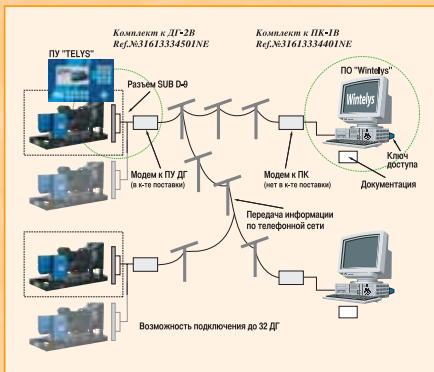 Комплект к ДГ-2В
Ref.№31613334501NE
Комплект к ПК-1В
Ref.№31613334401NE
ПУ "TELYS"
ПО "Wintelys"
Разъем SUB D-9
Wintelys
Модем к ПУ ДГ
(в к-те поставки)
Модем к ПК
(нет в к-те поставки)
Ключ
доступа
Документация
Передача информации
по телефонной сети
Возможность подключения до 32 ДГ